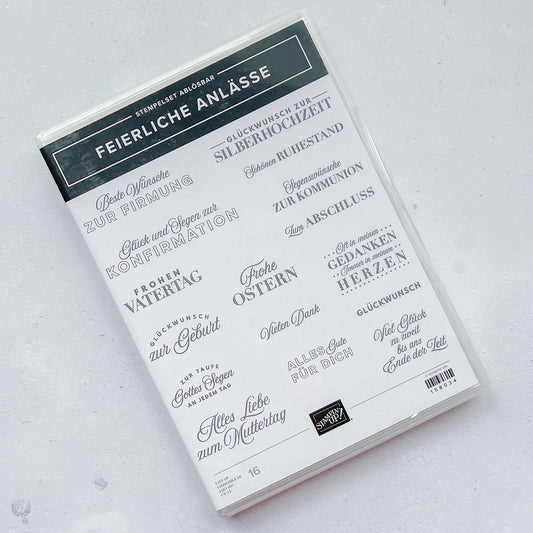 STEMPELSET ABLÖSBAR
FEIERLICHE ANLÄSSE
Beste Wünsche
ZUR FIRMUNG
Glück und Segen zur
KONFIRMATION
FROHEN
VATERTAG
GLÜCKWUNSCH
zur Geburt
ZUR TAUFE
Gottes Segen
AN JEDEM TAG
Alles Liebe
zum Muttertag
GLÜCKWUNSCH ZUR
SILBERHOCHZEIT
Schönen RUHESTAND
Segenswünsche
ZUR KOMMUNION
Zum ABSCHLUSS
Frohe
OSTERN
Oft in meinen
GEDANKEN
Immer in meinem
HERZEN
Vielen Dank
ALLES Gute
FÜR DICH
GLÜCKWUNSCH
Viel Glück
zu zweit
bis ans
Ende der Zeit
158034
STAMPIN'
UP!
16